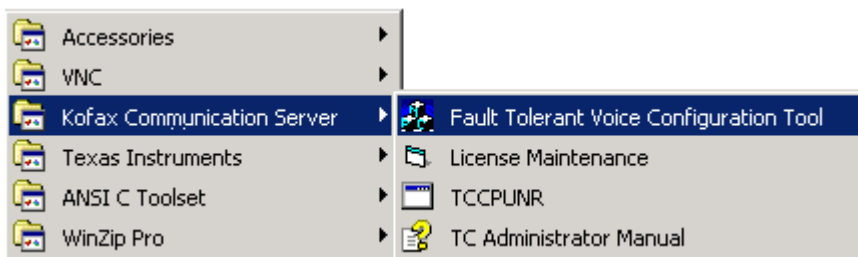 Accessories
VNC
Kofax Communication Server
Texas Instruments
ANSI C Toolset
WinZip Pro
Fault Tolerant Voice Configuration Tool
License Maintenance
TCCPUNR
TC Administrator Manual